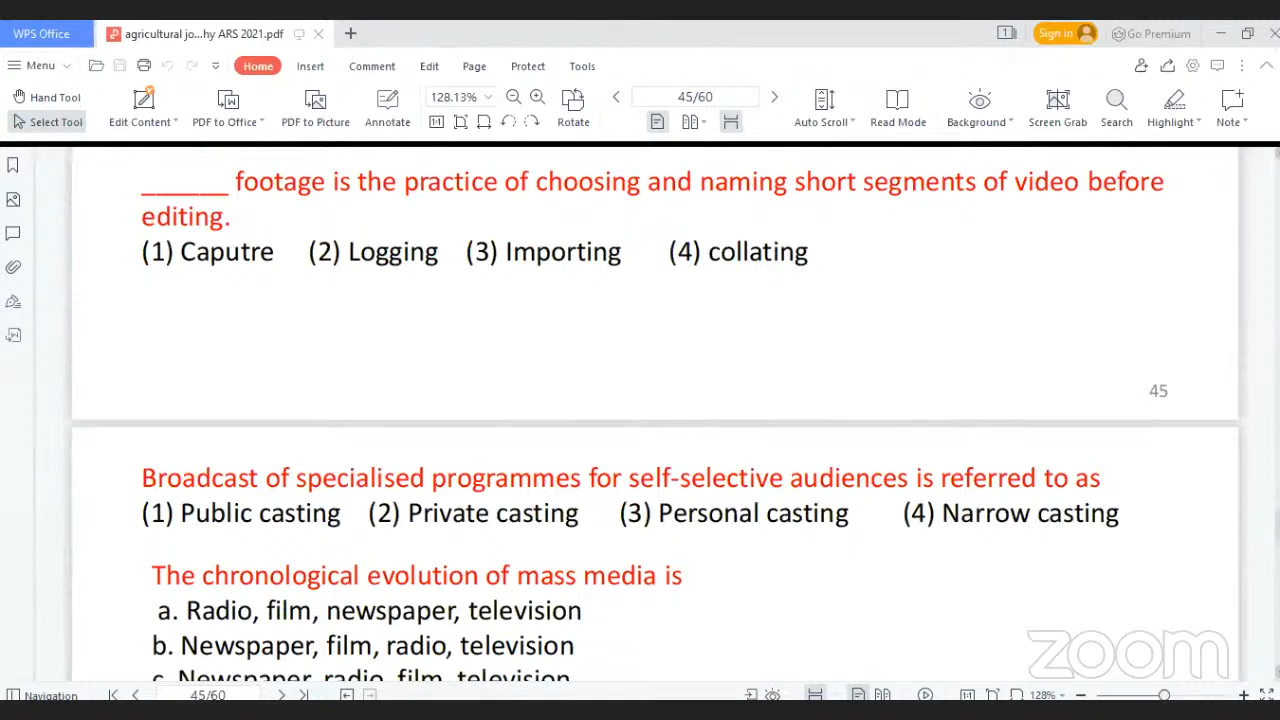 WPS Office
agricultural jo...hy ARS 2021.pdf
1
Sign in
Go Premium
Menu
Home
Insert
Comment
Edit
Page
Protect
Tools
Hand Tool
Select Tool
Edit Content
PDF to Office
PDF to Picture
Annotate
128.13%
Rotate
45/60
Auto Scroll
Read Mode
Background
Screen Grab
Search
Highlight
Note
______ footage is the practice of choosing and naming short segments of video before
editing.
(1) Caputre (2) Logging (3) Importing (4) collating
45
Broadcast of specialised programmes for self-selective audiences is referred to as
(1) Public casting (2) Private casting (3) Personal casting (4) Narrow casting
The chronological evolution of mass media is
a. Radio, film, newspaper, television
b. Newspaper, film, radio, television
c. Newspaper, radio, film, television
zoom
Navigation
45/60
128%